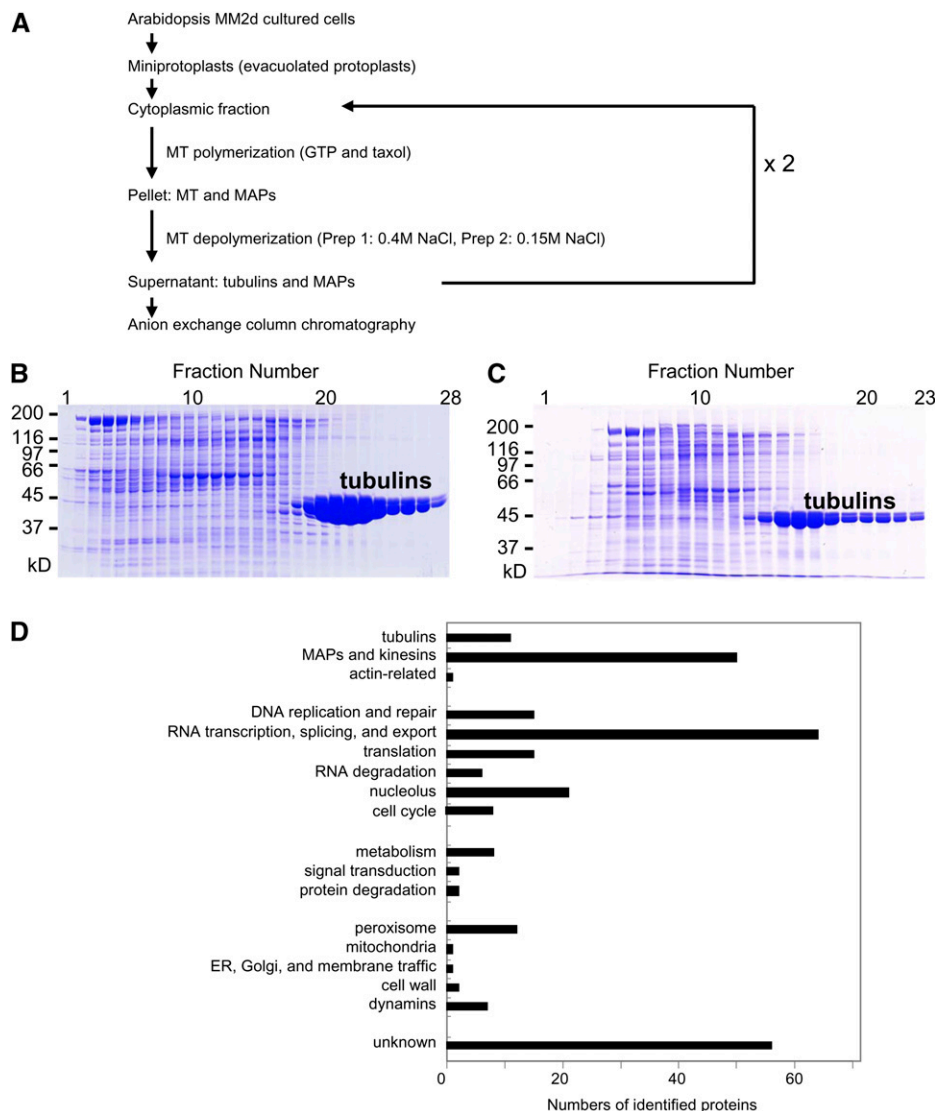 A
Arabidopsis MM2d cultured cells
Miniprotoplasts (evacuolated protoplasts)
Cytoplasmic fraction
MT polymerization (GTP and taxol)
x 2
Pellet: MT and MAPs
MT depolymerization (Prep 1: 0.4M NaCl, Prep 2: 0.15M NaCl)
Supernatant: tubulins and MAPs
Anion exchange column chromatography
B
Fraction Number
1 10 20 28
200
116
97
66
tubulins
45
37
kD
C
Fraction Number
1 10 20 23
200
116
97
66
tubulins
45
37
kD
D
tubulins
MAPs and kinesins
actin-related
DNA replication and repair
RNA transcription, splicing, and export
translation
RNA degradation
nucleolus
cell cycle
metabolism
signal transduction
protein degradation
peroxisome
mitochondria
ER, Golgi, and membrane traffic
cell wall
dynamins
unknown
0 20 40 60
Numbers of identified proteins